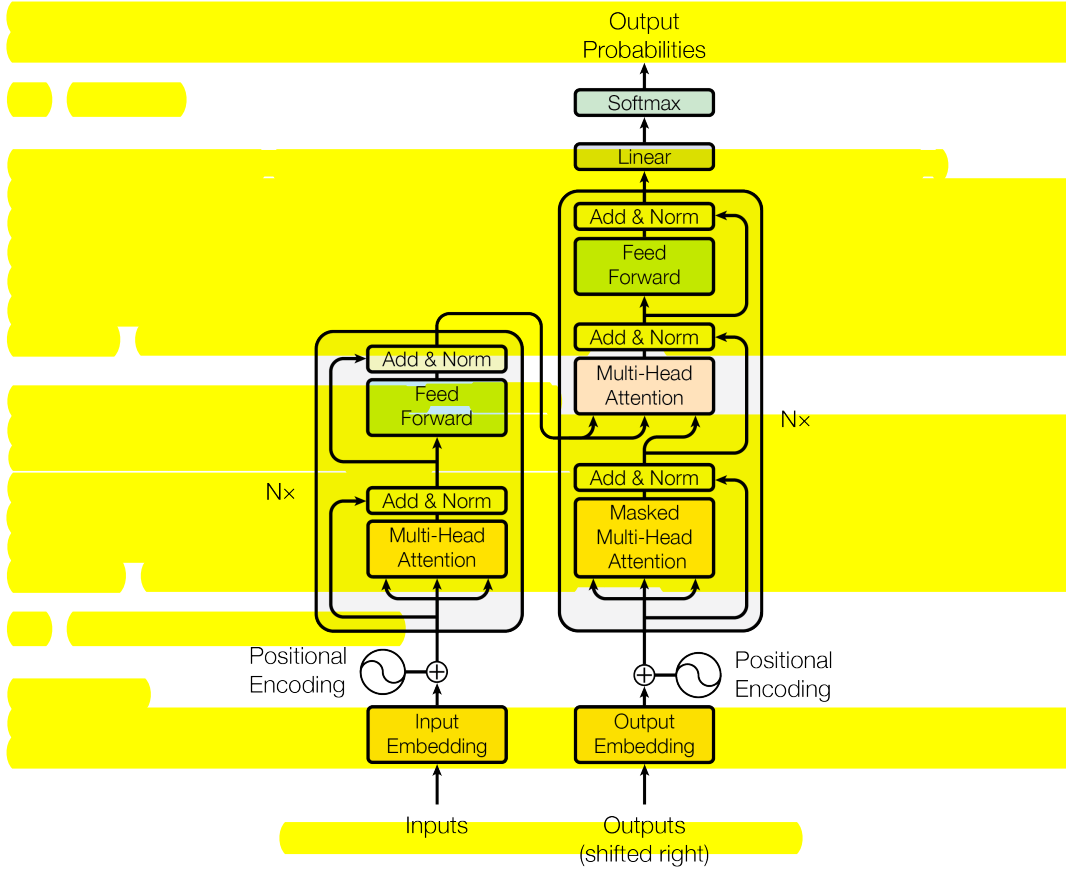 Output
Probabilities
Softmax
Linear
Add & Norm
Feed
Forward
Add & Norm
Multi-Head
Attention
Nx
Add & Norm
Masked
Multi-Head
Attention
Add & Norm
Feed
Forward
Nx
Add & Norm
Multi-Head
Attention
Positional
Encoding
Positional
Encoding
Input
Embedding
Output
Embedding
Inputs
Outputs
(shifted right)